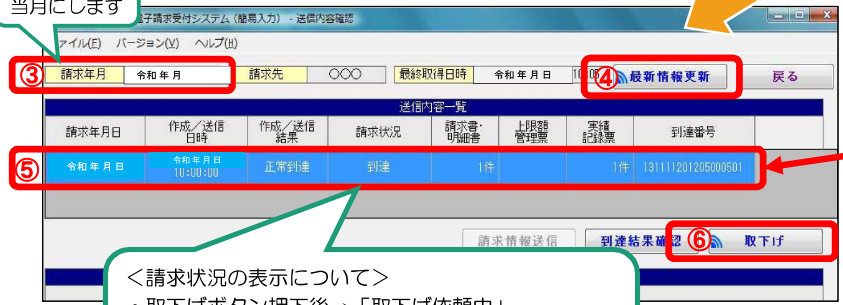 当月にします
電子請求受付システム（簡易入力） - 送信内容確認
ファイル(F) バージョン(V) ヘルプ(H)
③ 請求年月 令和 年 月 請求先 〇〇〇 最終取得日時 令和 年 月 日 ④ 最新情報更新 戻る
送信内容一覧
請求年月日 作成／送信日時 作成／送信結果 請求状況 請求書・明細書 上限額管理票 実績記録票 到達番号
⑤ 令和 年 月 日 令和 年 月 日 10:00:00 正常到達 到達 1件 1件 131111201205000501
請求情報送信 到達結果確認 ⑥ 取下げ
＜請求状況の表示について＞